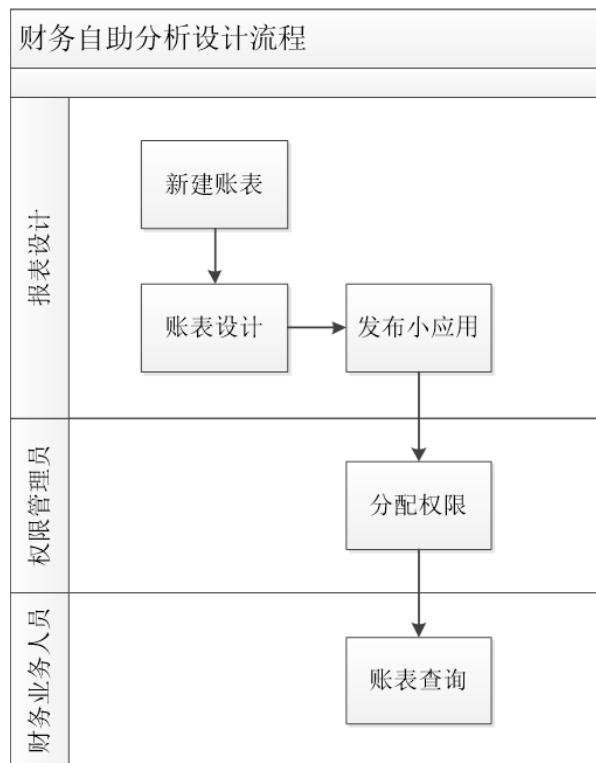 财务自助分析设计流程
报表设计
新建账表
账表设计
发布小应用
权限管理员
分配权限
财务业务人员
账表查询